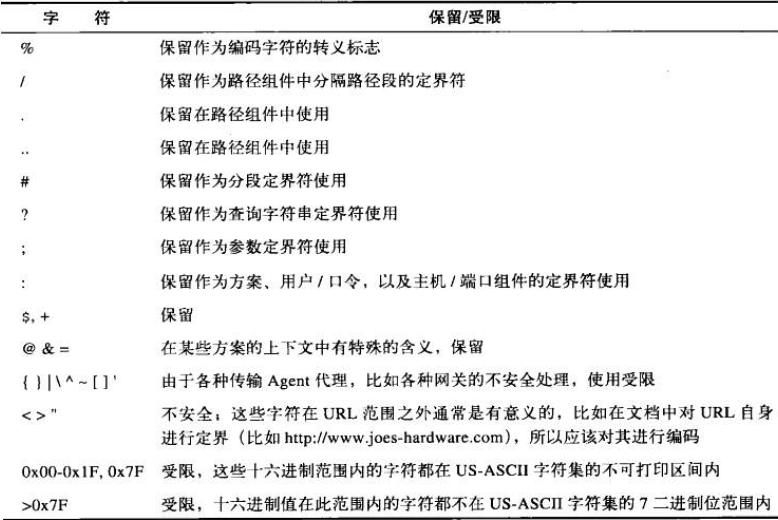 字 符 保留/受限
% 保留作为编码字符的转义标志
/ 保留作为路径组件中分隔路径段的定界符
. 保留在路径组件中使用
.. 保留在路径组件中使用
# 保留作为分段定界符使用
? 保留作为查询字符串定界符使用
; 保留作为参数定界符使用
: 保留作为方案、用户 / 口令，以及主机 / 端口组件的定界符使用
$, + 保留
@ & = 在某些方案的上下文中有特殊的含义，保留
{ } | \ ^ ~ [ ] ' 由于各种传输 Agent 代理，比如各种网关的不安全处理，使用受限
< > " 不安全；这些字符在 URL 范围之外通常是有意义的，比如在文档中对 URL 自身
进行定界（比如 http://www.joes-hardware.com），所以应该对其进行编码
0x00-0x1F, 0x7F 受限，这些十六进制范围内的字符都在 US-ASCII 字符集的不可打印区间内
>0x7F 受限，十六进制值在此范围内的字符都不在 US-ASCII 字符集的 7 二进制位范围内